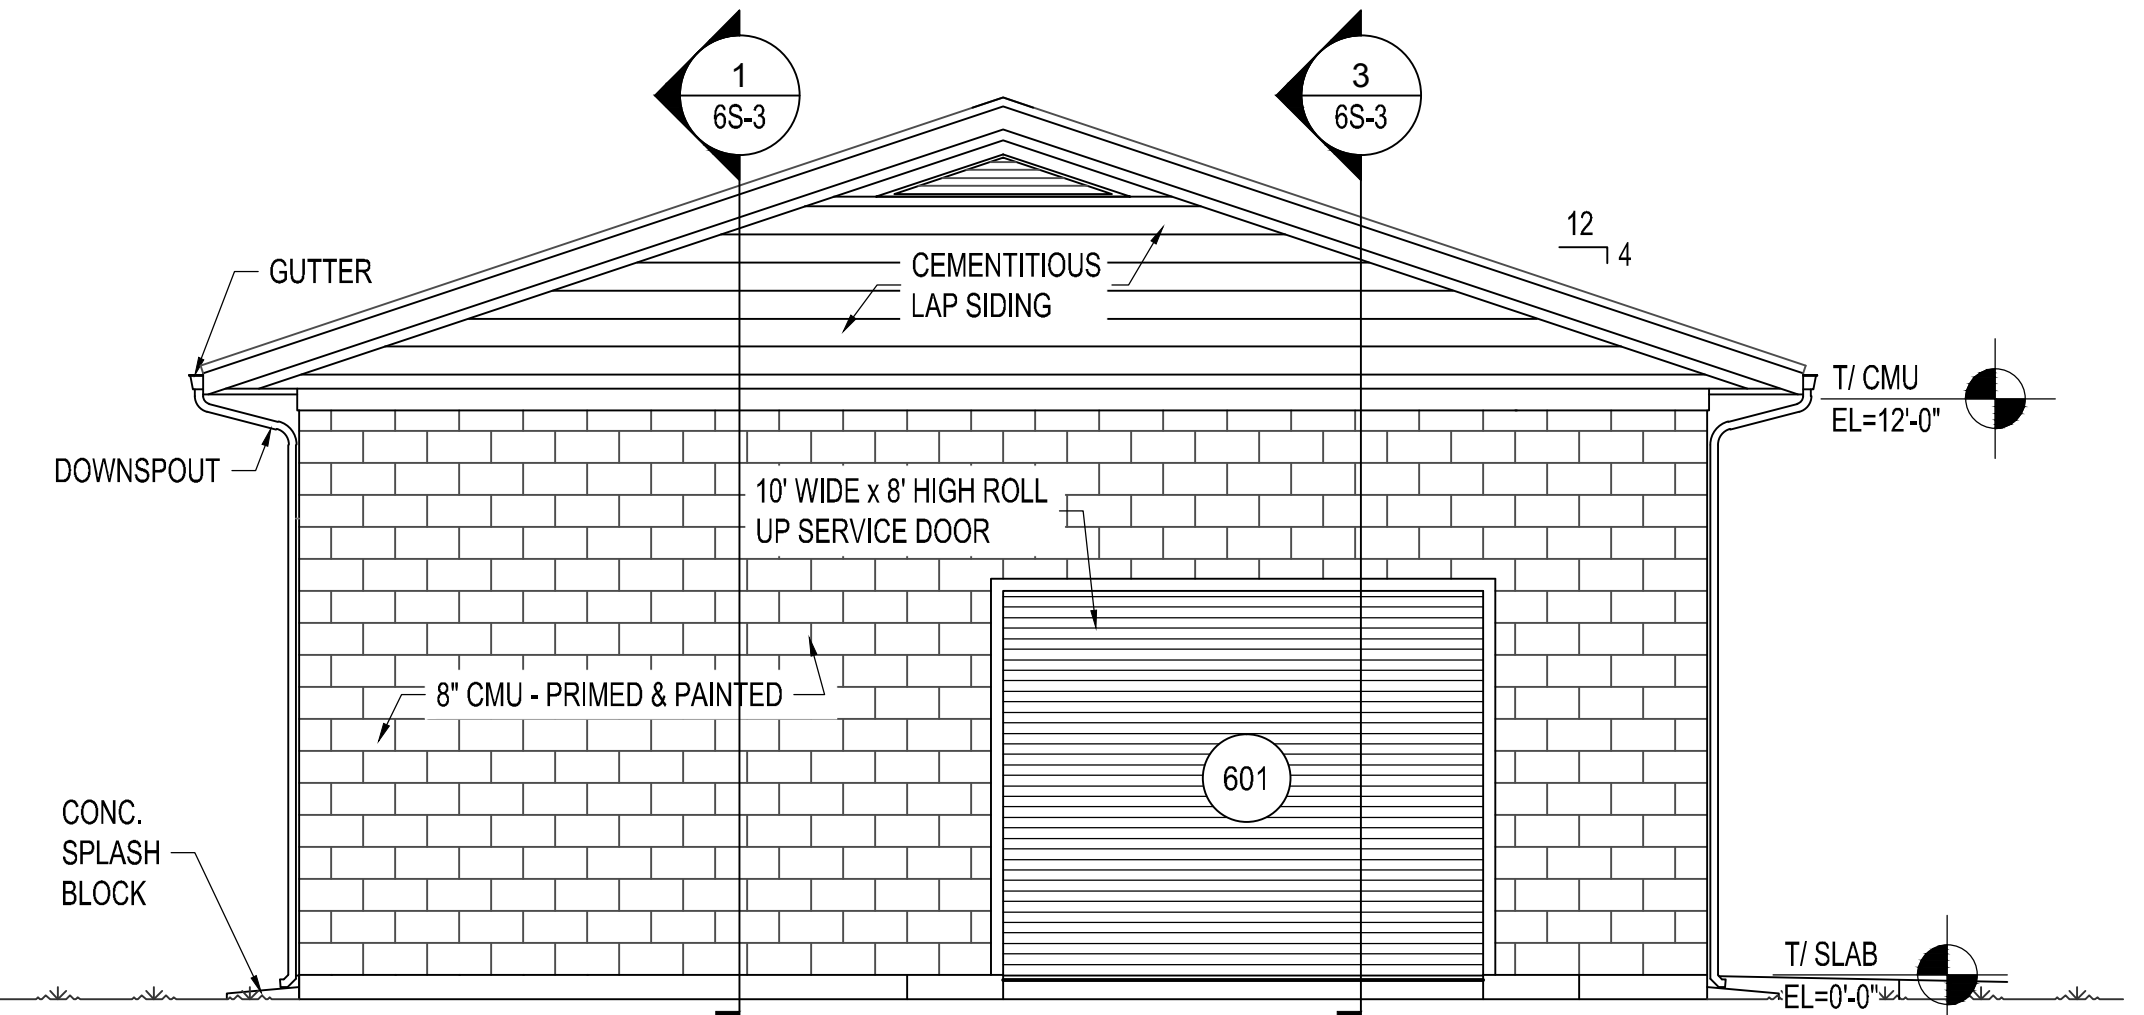 1
6S-3
3
6S-3
12
4
GUTTER
CEMENTITIOUS
LAP SIDING
T/ CMU
EL=12'-0"
DOWNSPOUT
10' WIDE x 8' HIGH ROLL
UP SERVICE DOOR
8" CMU - PRIMED & PAINTED
601
CONC.
SPLASH
BLOCK
T/ SLAB
EL=0'-0"